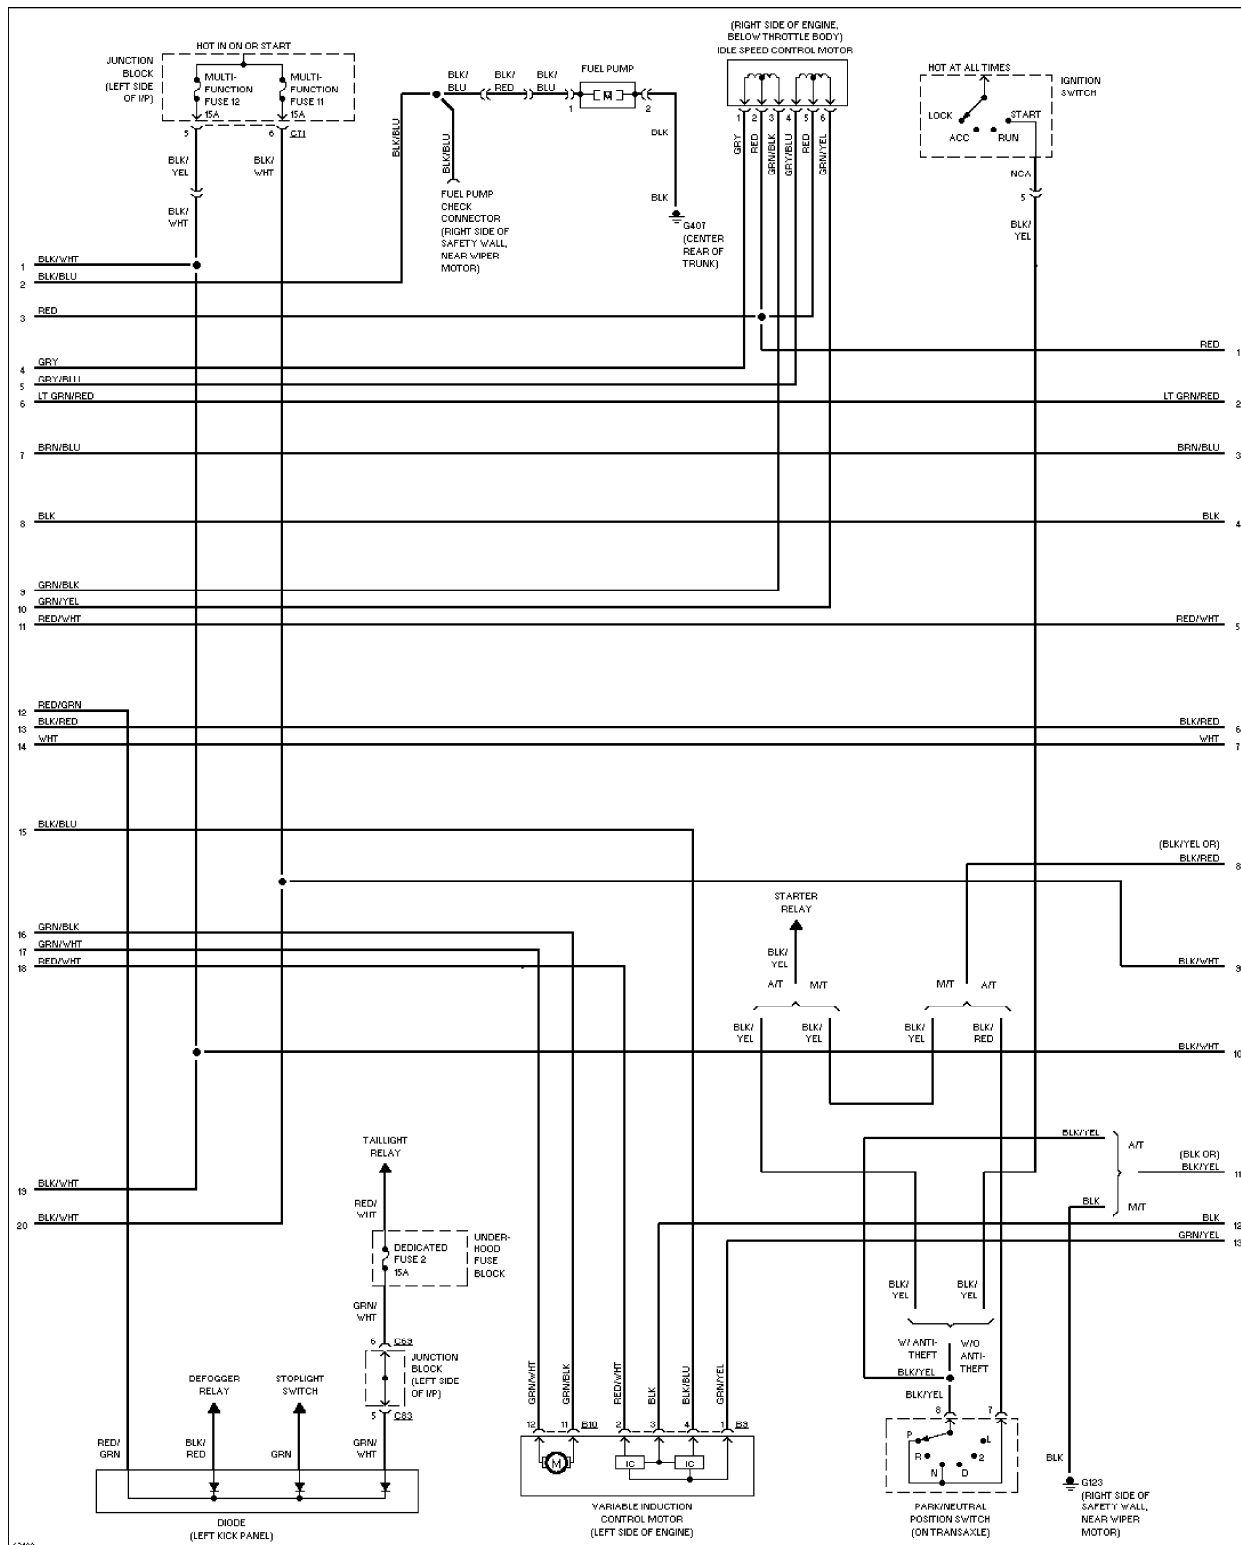 HOT IN ON OR START
JUNCTION
BLOCK
(LEFT SIDE
OF I/P)
MULTI-
FUNCTION
FUSE 12
15A
MULTI-
FUNCTION
FUSE 11
15A
5
6
C71
BLK/
YEL
BLK/
WHT
BLK/
WHT
BLK/BLU
BLK/BLU
BLK/
BLU
BLK/
RED
BLK/
BLU
FUEL PUMP
M
1
2
BLK
BLK
G407
(CENTER
REAR OF
TRUNK)
FUEL PUMP
CHECK
CONNECTOR
(RIGHT SIDE OF
SAFETY WALL,
NEAR WIPER
MOTOR)
(RIGHT SIDE OF ENGINE,
BELOW THROTTLE BODY)
IDLE SPEED CONTROL MOTOR
1 2 3 4 5 6
GRY
RED
GRN/BLK
GRY/BLU
RED
GRN/YEL
HOT AT ALL TIMES
IGNITION
SWITCH
LOCK
START
ACC
RUN
NCA
5
BLK/
YEL
1 BLK/WHT
2 BLK/BLU
3 RED
RED 1
4 GRY
5 GRY/BLU
6 LT GRN/RED
LT GRN/RED 2
7 BRN/BLU
BRN/BLU 3
8 BLK
BLK 4
9 GRN/BLK
10 GRN/YEL
11 RED/WHT
RED/WHT 5
12 RED/GRN
13 BLK/RED
BLK/RED 6
14 WHT
WHT 7
15 BLK/BLU
(BLK/YEL OR)
BLK/RED 8
STARTER
RELAY
BLK/
YEL
16 GRN/BLK
17 GRN/WHT
18 RED/WHT
BLK/WHT 9
A/T M/T
M/T A/T
BLK/
YEL
BLK/
YEL
BLK/
YEL
BLK/
RED
BLK/WHT 10
TAILLIGHT
RELAY
BLK/YEL
A/T
(BLK OR)
BLK/YEL 11
BLK
M/T
19 BLK/WHT
20 BLK/WHT
BLK 12
GRN/YEL 13
RED/
WHT
DEDICATED
FUSE 2
15A
UNDER-
HOOD
FUSE
BLOCK
GRN/
WHT
6 C69
JUNCTION
BLOCK
(LEFT SIDE
OF I/P)
5 C83
BLK/
YEL
BLK/
YEL
W/ ANTI-
THEFT
W/O
ANTI-
THEFT
BLK/YEL
BLK/YEL
8
7
DEFOGGER
RELAY
STOPLIGHT
SWITCH
RED/
GRN
BLK/
RED
GRN
GRN/
WHT
DIODE
(LEFT KICK PANEL)
GRN/WHT
GRN/BLK
RED/WHT
BLK
BLK/BLU
GRN/YEL
12 11 B10 2 3 4 1 B9
M
IC
IC
VARIABLE INDUCTION
CONTROL MOTOR
(LEFT SIDE OF ENGINE)
P
R
N
D
2
L
PARK/NEUTRAL
POSITION SWITCH
(ON TRANSAXLE)
BLK
G123
(RIGHT SIDE OF
SAFETY WALL,
NEAR WIPER
MOTOR)